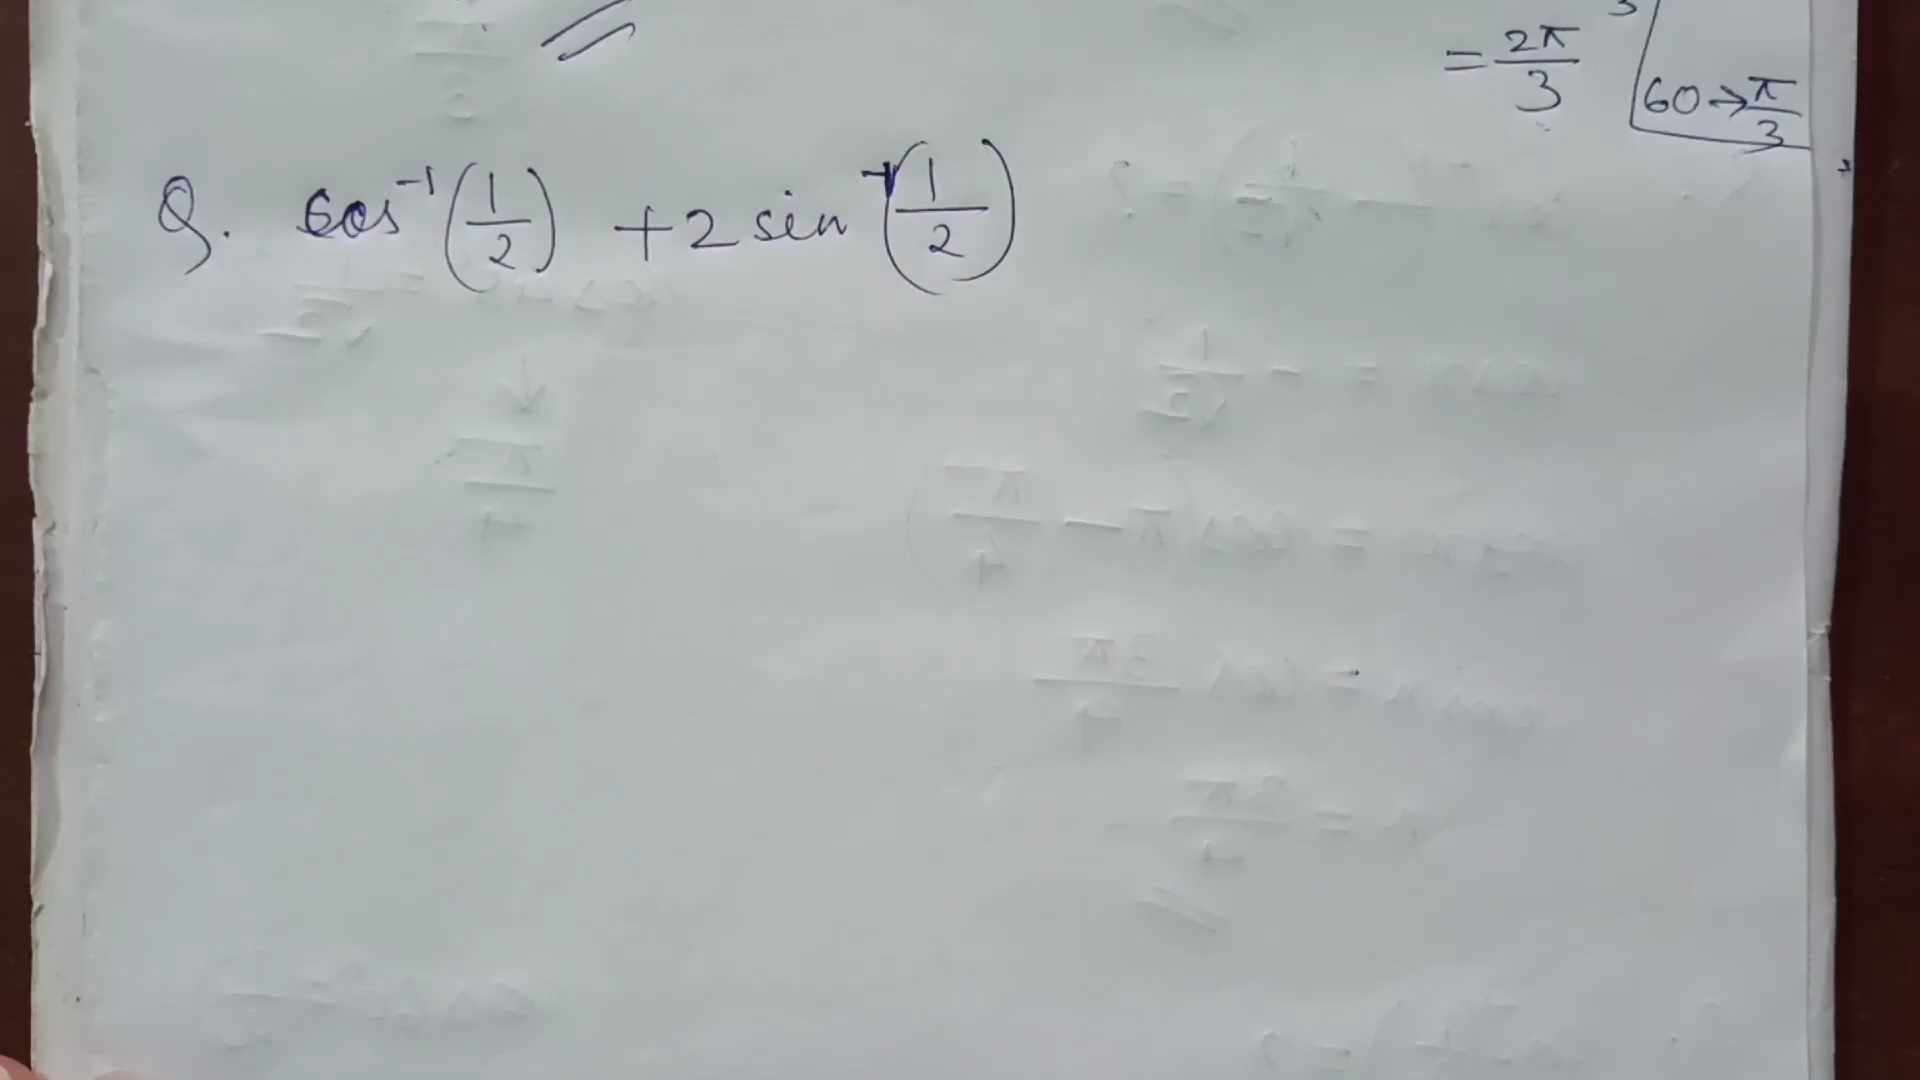 = 2π/3
60→π/3
Q. cos⁻¹(1/2) + 2 sin⁻¹(1/2)